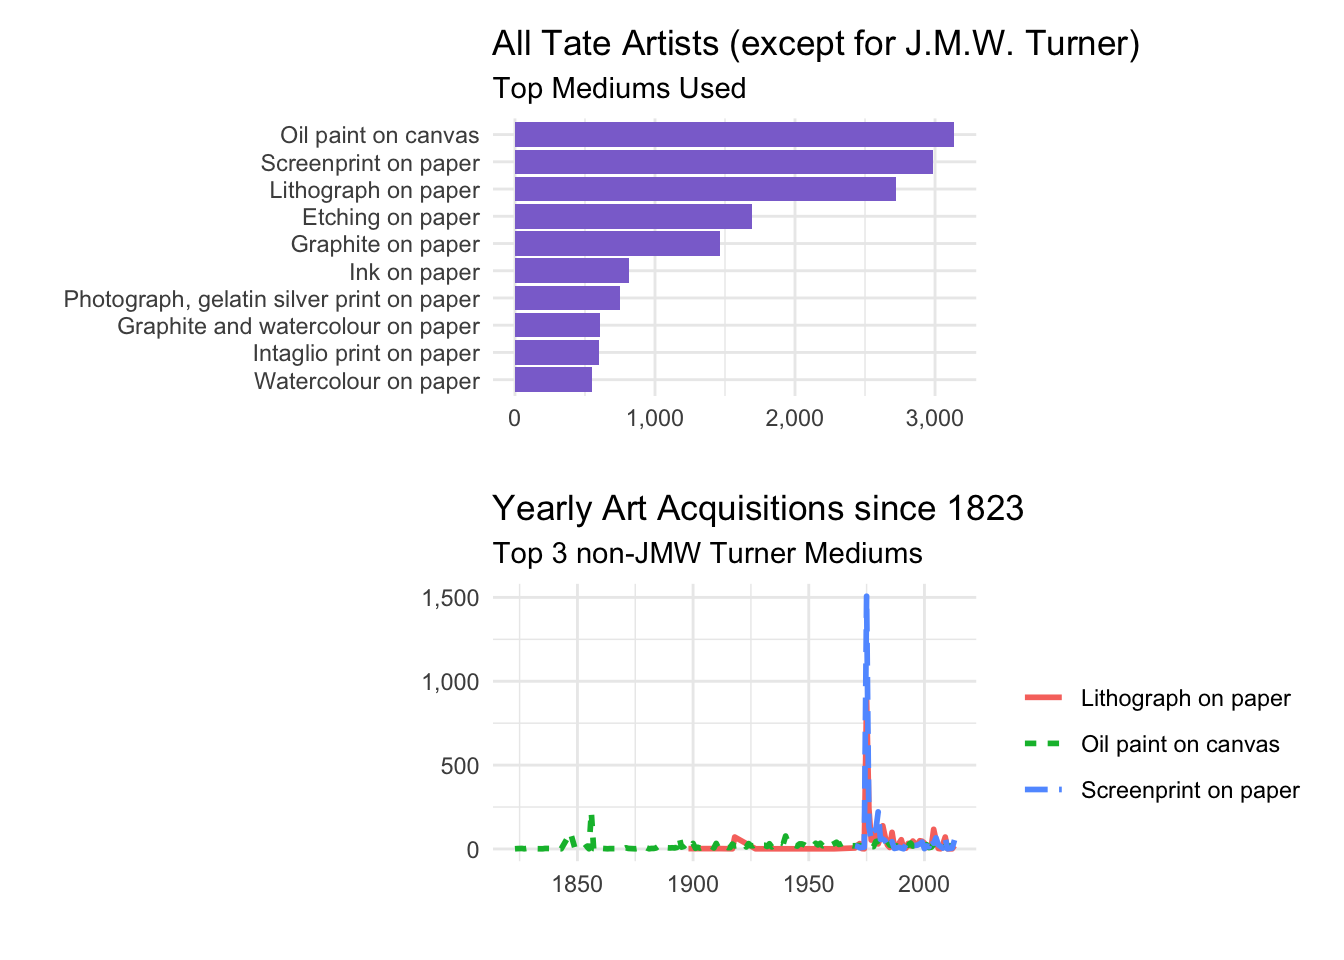 All Tate Artists (except for J.M.W. Turner)
Top Mediums Used
Oil paint on canvas
Screenprint on paper
Lithograph on paper
Etching on paper
Graphite on paper
Ink on paper
Photograph, gelatin silver print on paper
Graphite and watercolour on paper
Intaglio print on paper
Watercolour on paper
0 1,000 2,000 3,000
Yearly Art Acquisitions since 1823
Top 3 non-JMW Turner Mediums
1,500
1,000
500
0
1850 1900 1950 2000
Lithograph on paper
Oil paint on canvas
Screenprint on paper